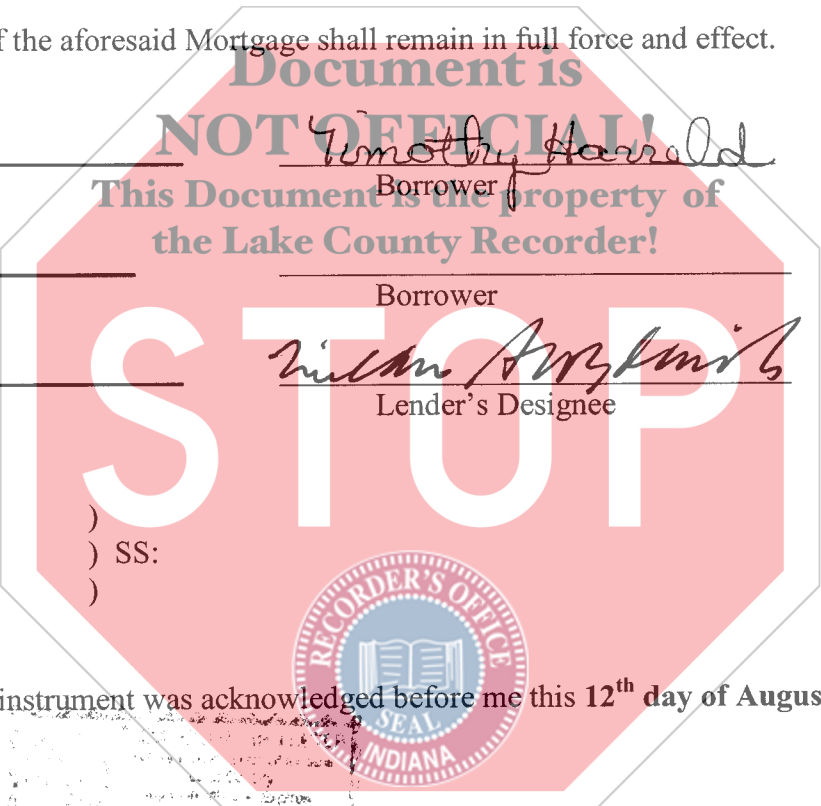 f the aforesaid Mortgage shall remain in full force and effect.
Document is
NOT OFFICIAL!
Timothy Harreld
Borrower
This Document is the property of
the Lake County Recorder!
Borrower
STOP
Lender's Designee
)
) SS:
)
RECORDER'S OFFICE
SEAL
INDIANA
instrument was acknowledged before me this 12th day of Augus